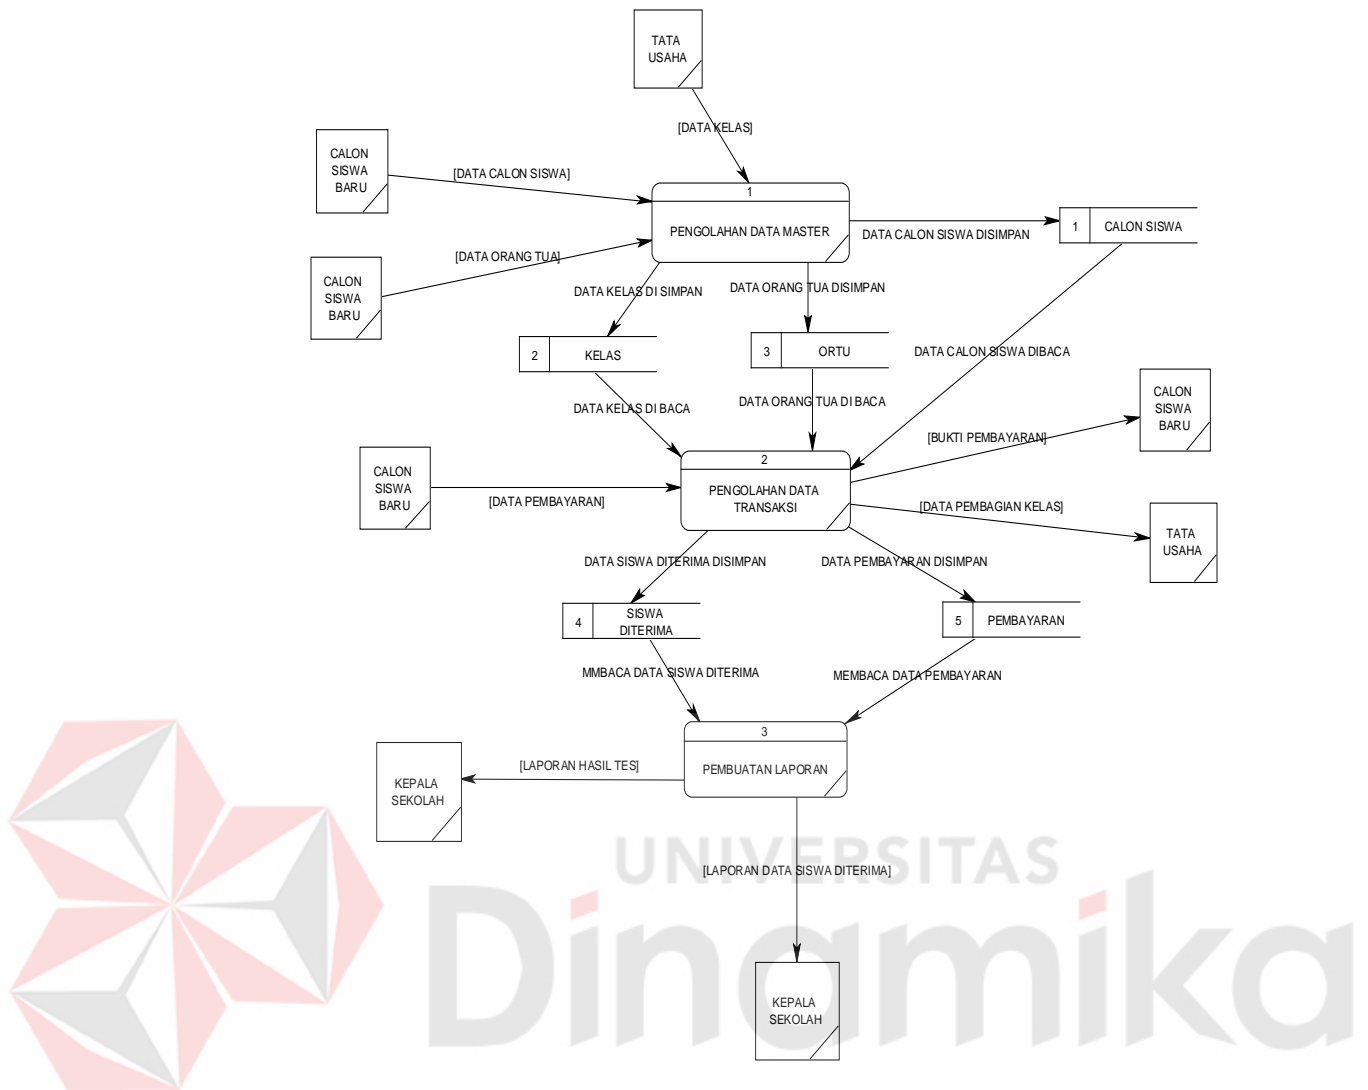 TATA
USAHA
[DATA KELAS]
CALON
SISWA
BARU
[DATA CALON SISWA]
1
PENGOLAHAN DATA MASTER
DATA CALON SISWA DISIMPAN
1
CALON SISWA
[DATA ORANG TUA]
CALON
SISWA
BARU
DATA KELAS DI SIMPAN
DATA ORANG TUA DISIMPAN
2
KELAS
3
ORTU
DATA CALON SISWA DIBACA
DATA KELAS DI BACA
DATA ORANG TUA DI BACA
CALON
SISWA
BARU
[BUKTI PEMBAYARAN]
CALON
SISWA
BARU
[DATA PEMBAYARAN]
2
PENGOLAHAN DATA
TRANSAKSI
[DATA PEMBAGIAN KELAS]
TATA
USAHA
DATA SISWA DITERIMA DISIMPAN
DATA PEMBAYARAN DISIMPAN
4
SISWA
DITERIMA
5
PEMBAYARAN
MMBACA DATA SISWA DITERIMA
MEMBACA DATA PEMBAYARAN
3
PEMBUATAN LAPORAN
[LAPORAN HASIL TES]
KEPALA
SEKOLAH
[LAPORAN DATA SISWA DITERIMA]
KEPALA
SEKOLAH
UNIVERSITAS
Dinamika